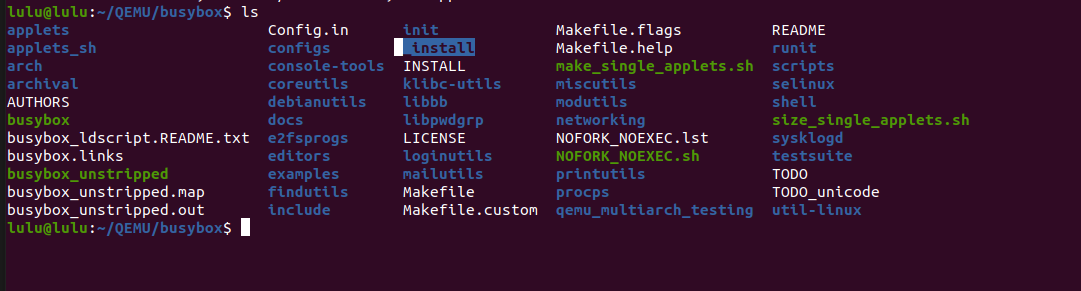 lulu@lulu:~/QEMU/busybox$ ls
applets Config.in init Makefile.flags README
applets_sh configs _install Makefile.help runit
arch console-tools INSTALL make_single_applets.sh scripts
archival coreutils klibc-utils miscutils selinux
AUTHORS debianutils libbb modutils shell
busybox docs libpwdgrp networking size_single_applets.sh
busybox_ldscript.README.txt e2fsprogs LICENSE NOFORK_NOEXEC.lst sysklogd
busybox.links editors loginutils NOFORK_NOEXEC.sh testsuite
busybox_unstripped examples mailutils printutils TODO
busybox_unstripped.map findutils Makefile procps TODO_unicode
busybox_unstripped.out include Makefile.custom qemu_multiarch_testing util-linux
lulu@lulu:~/QEMU/busybox$